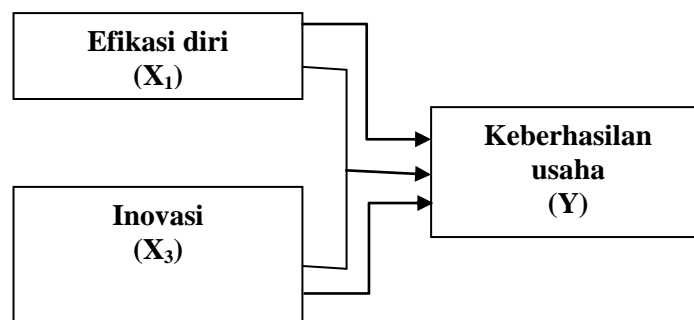 Efikasi diri
(X₁)
Keberhasilan
usaha
(Y)
Inovasi
(X₃)